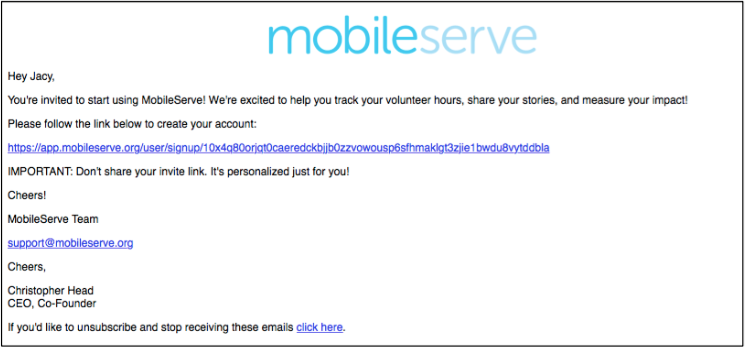 mobileserve
Hey Jacy,
You're invited to start using MobileServe! We're excited to help you track your volunteer hours, share your stories, and measure your impact!
Please follow the link below to create your account:
https://app.mobileserve.org/user/signup/10x4q80orjqt0caeredckbjjb0zzvowousp6sfhmaklgt3zjie1bwdu8vytddbla
IMPORTANT: Don't share your invite link. It's personalized just for you!
Cheers!
MobileServe Team
support@mobileserve.org
Cheers,
Christopher Head
CEO, Co-Founder
If you'd like to unsubscribe and stop receiving these emails click here.